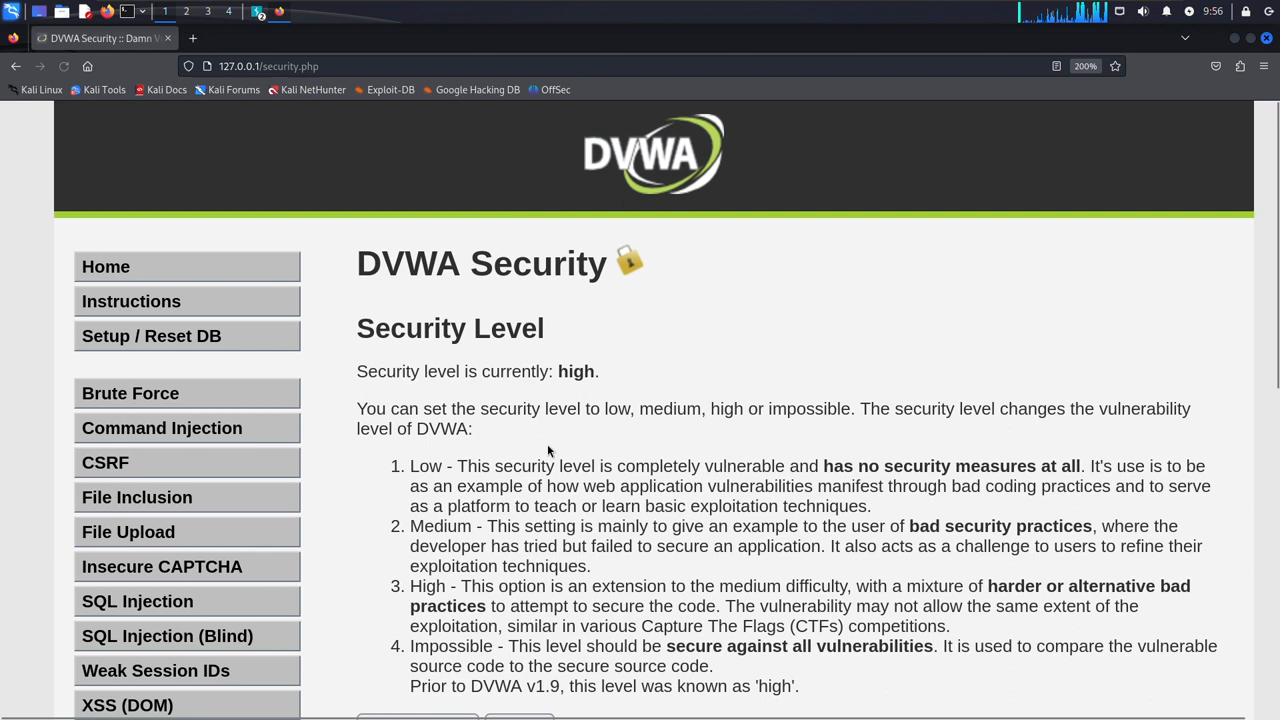 1 2 3 4 2 9:56
DVWA Security :: Damn V
127.0.0.1/security.php 200%
Kali Linux Kali Tools Kali Docs Kali Forums Kali NetHunter Exploit-DB Google Hacking DB OffSec
DVWA
DVWA Security
Security Level
Security level is currently: high.
You can set the security level to low, medium, high or impossible. The security level changes the vulnerability
level of DVWA:
1. Low - This security level is completely vulnerable and has no security measures at all. It's use is to be
as an example of how web application vulnerabilities manifest through bad coding practices and to serve
as a platform to teach or learn basic exploitation techniques.
2. Medium - This setting is mainly to give an example to the user of bad security practices, where the
developer has tried but failed to secure an application. It also acts as a challenge to users to refine their
exploitation techniques.
3. High - This option is an extension to the medium difficulty, with a mixture of harder or alternative bad
practices to attempt to secure the code. The vulnerability may not allow the same extent of the
exploitation, similar in various Capture The Flags (CTFs) competitions.
4. Impossible - This level should be secure against all vulnerabilities. It is used to compare the vulnerable
source code to the secure source code.
Prior to DVWA v1.9, this level was known as 'high'.
Home
Instructions
Setup / Reset DB
Brute Force
Command Injection
CSRF
File Inclusion
File Upload
Insecure CAPTCHA
SQL Injection
SQL Injection (Blind)
Weak Session IDs
XSS (DOM)